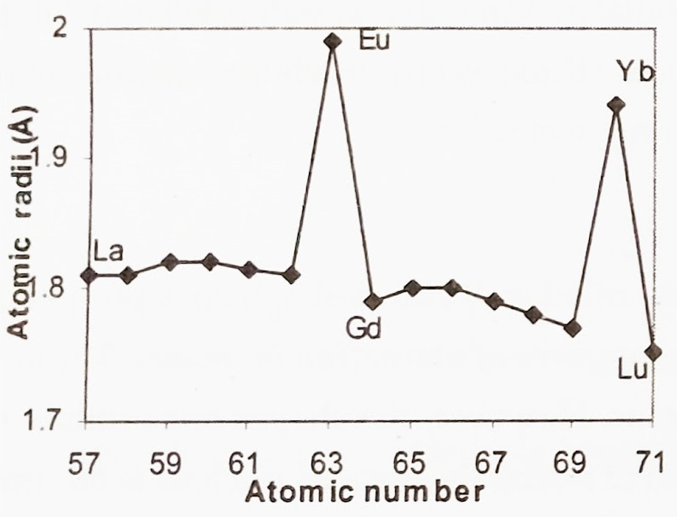 2
Eu
Yb
1.9
La
1.8
Gd
Lu
1.7
57 59 61 63 65 67 69 71
Atomic number
Atomic radii (Å)